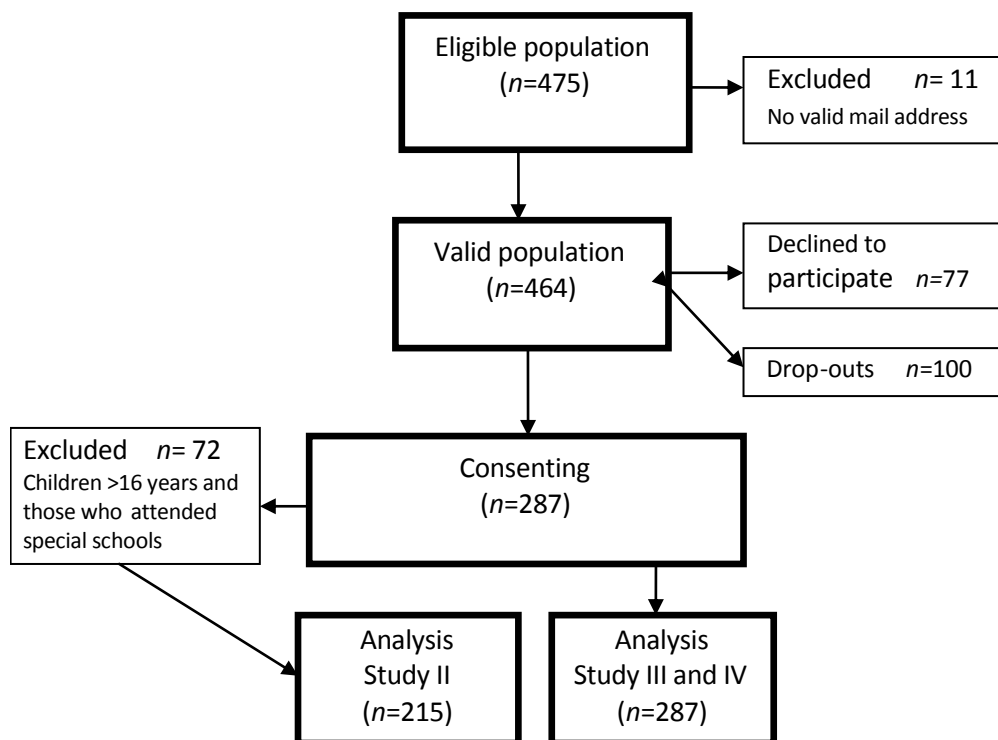 Eligible population
(n=475)
Excluded n= 11
No valid mail address
Valid population
(n=464)
Declined to
participate n=77
Drop-outs n=100
Excluded n= 72
Children >16 years and
those who attended
special schools
Consenting
(n=287)
Analysis
Study II
(n=215)
Analysis
Study III and IV
(n=287)